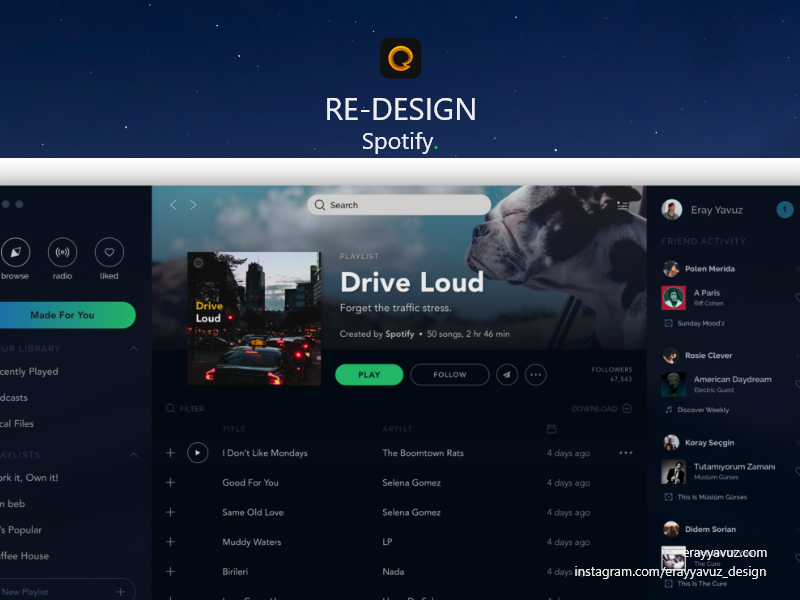 RE-DESIGN
Spotify.
Search
Eray Yavuz
1
browse
radio
liked
Made For You
UR LIBRARY
cently Played
dcasts
cal Files
AYLISTS
ork it, Own it!
n beb
's Popular
ffee House
New Playlist
Drive
Loud
PLAYLIST
Drive Loud
Forget the traffic stress.
Created by Spotify • 50 songs, 2 hr 46 min
PLAY
FOLLOW
FOLLOWERS
67,543
FILTER
DOWNLOAD
TITLE
ARTIST
I Don't Like Mondays
The Boomtown Rats
4 days ago
Good For You
Selena Gomez
4 days ago
Same Old Love
Selena Gomez
4 days ago
Muddy Waters
LP
4 days ago
Birileri
Nada
4 days ago
FRIEND ACTIVITY
Polen Merida
A Paris
Riff Cohen
Sunday Mood'z
Rosie Clever
American Daydream
Electric Guest
Discover Weekly
Koray Seçgin
Tutamıyorum Zamanı
Müslüm Gürses
This İs Müslüm Gürses
Didem Sorian
The Cure
This İs The Cure
erayyavuz.com
instagram.com/erayyavuz_design